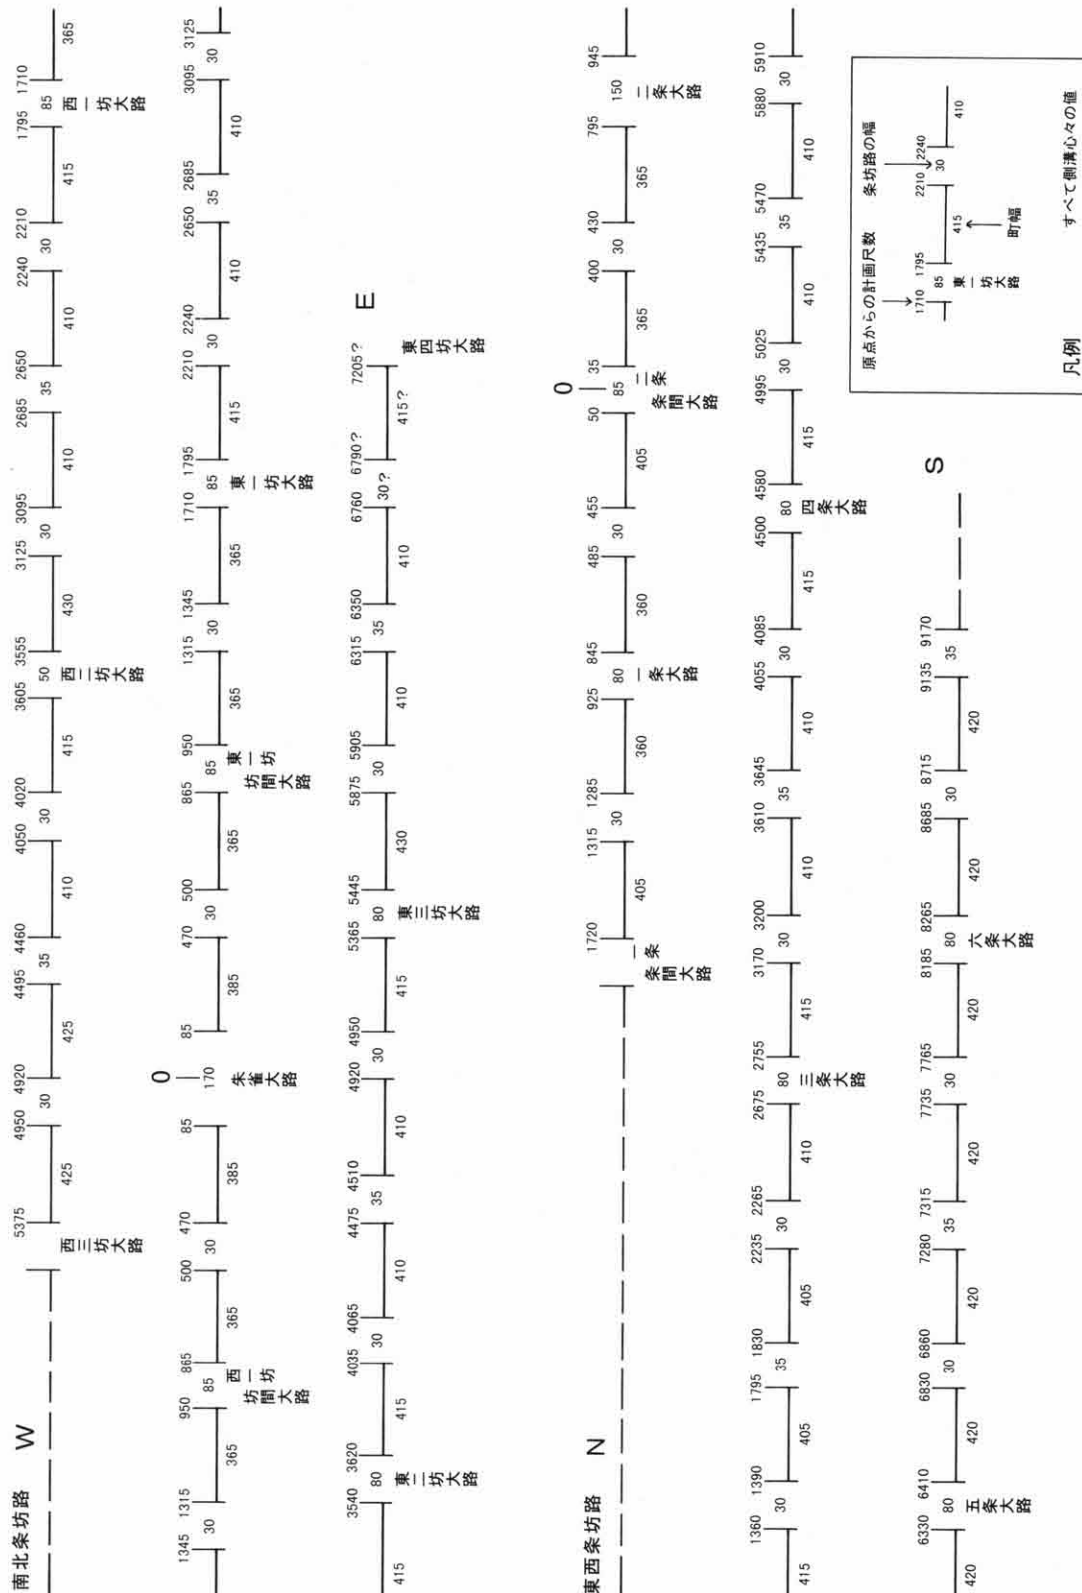 南北条坊路 W
5375 4950 4920 4495 4460 4050 4020 3605 3555 3125 3095 2685 2650 2240 2210 1795 1710
30 35 30 50 30 35 30 85
西三坊大路 西二坊大路 西一坊大路
425 425 410 415 430 410 410 415 365
0
1345 1315 950 865 500 470 85 85 470 500 865 950 1315 1345 1710 1795 2210 2240 2650 2685 3095 3125
30 85 30 170 30 85 30 85 30 35 30
365 西一坊 365 385 朱雀大路 385 365 東一坊 365 365 東一坊大路 415 410 410
坊間大路 坊間大路
E
3540 3620 4035 4065 4475 4510 4920 4950 5365 5445 5875 5905 6315 6350 6760 6790? 7205?
80 30 35 30 80 30 35 30?
415 東二坊大路 415 410 410 415 東三坊大路 430 410 410 415? 東四坊大路
東西条坊路 N
0
1720 1315 1285 925 845 485 455 50 35 400 430 795 945
30 80 30 85 30 150
一条 405 360 一条大路 360 405 二条 365 365 二条大路
条間大路 条間大路
1360 1390 1795 1830 2235 2265 2675 2755 3170 3200 3610 3645 4055 4085 4500 4580 4995 5025 5435 5470 5880 5910
30 35 30 80 30 35 30 80 30 35 30
415 405 405 410 三条大路 415 410 410 415 四条大路 415 410 410
S
6330 6410 6830 6860 7280 7315 7735 7765 8185 8265 8685 8715 9135 9170
80 30 35 30 80 30 35
420 五条大路 420 420 420 420 六条大路 420 420
原点からの計画尺数 条坊路の幅
1710 1795 2210 2240
85 30
東一坊大路 415 410
町幅
凡例 すべて側溝心々の値